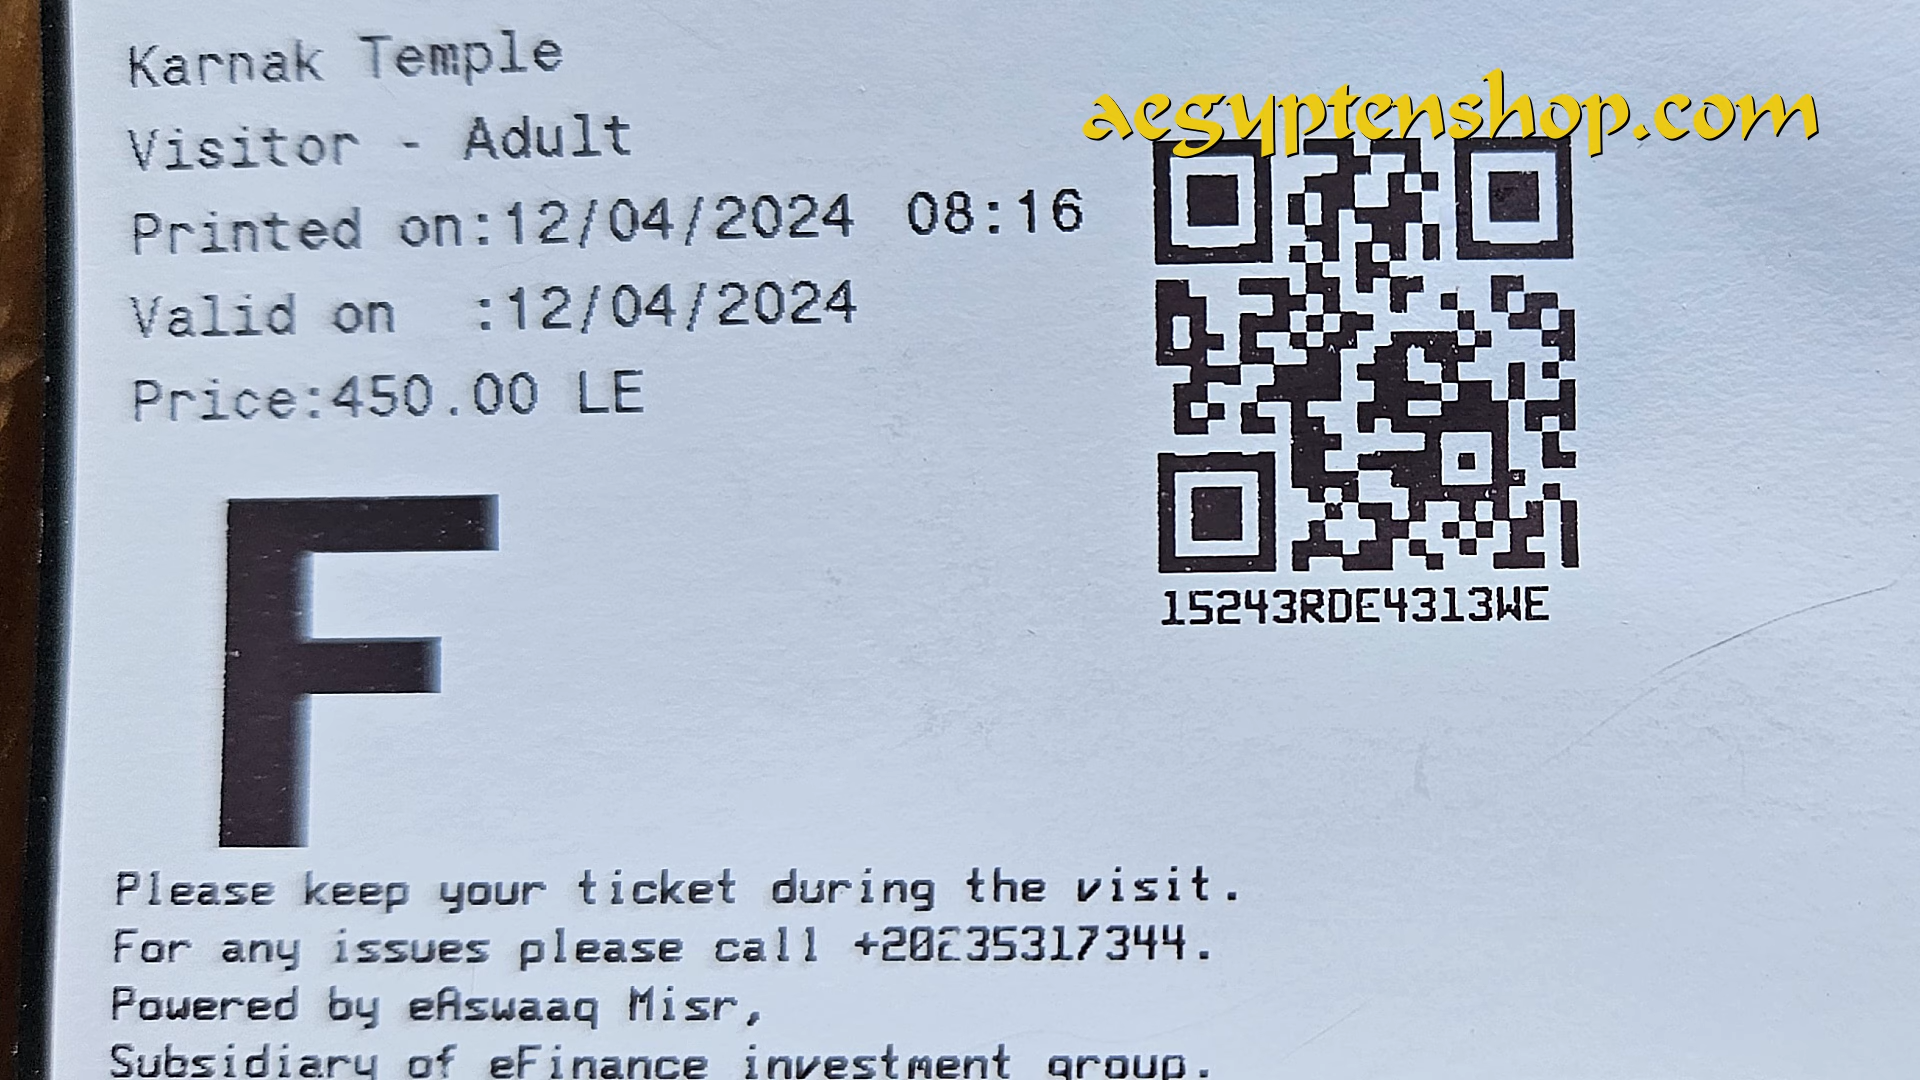 Karnak Temple
Visitor - Adult
Printed on:12/04/2024 08:16
Valid on :12/04/2024
Price:450.00 LE
aegyptenshop.com
15243RDE4313WE
F
Please keep your ticket during the visit.
For any issues please call
Powered by eAswaaq Misr,
Subsidiary of eFinance investment group.